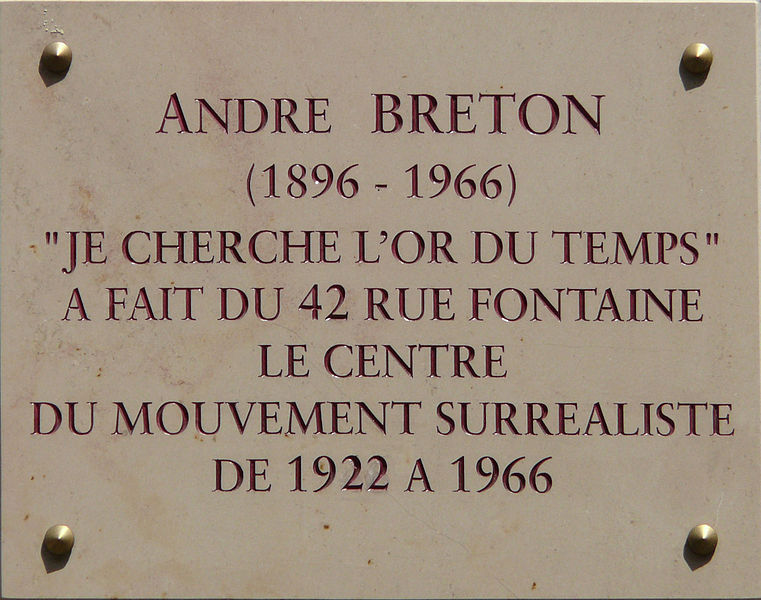 ANDRE BRETON
(1896 - 1966)
"JE CHERCHE L'OR DU TEMPS"
A FAIT DU 42 RUE FONTAINE
LE CENTRE
DU MOUVEMENT SURREALISTE
DE 1922 A 1966